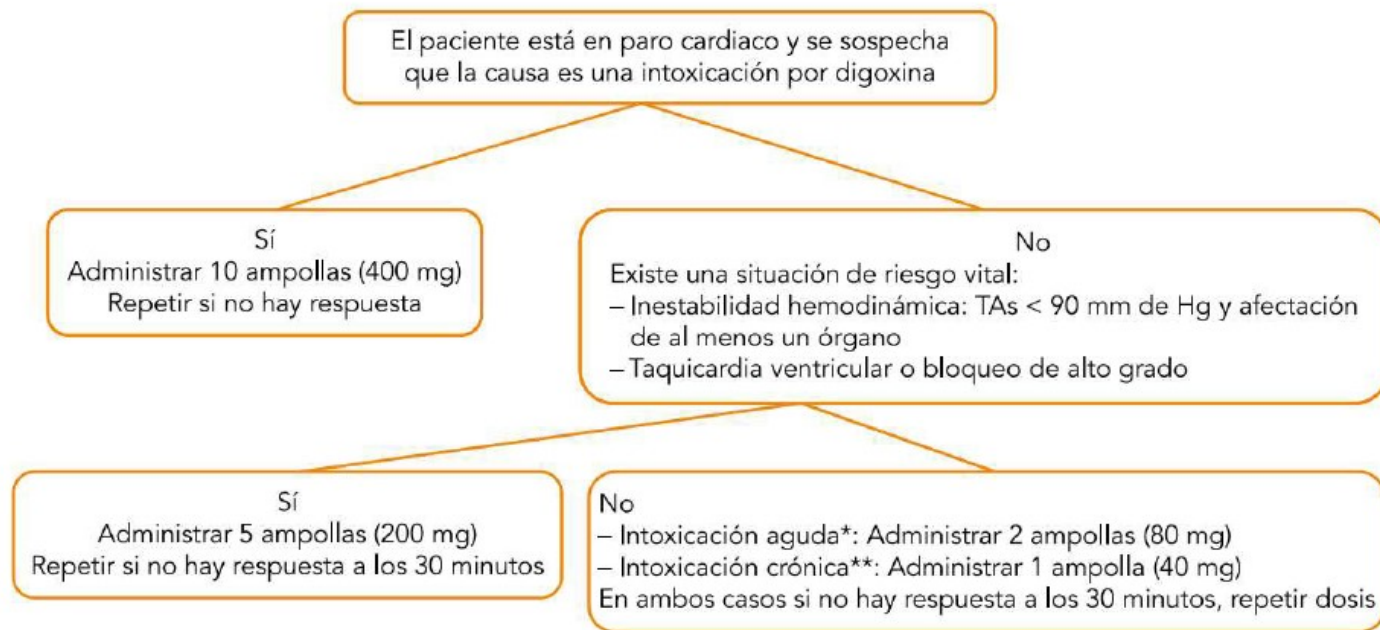 El paciente está en paro cardiaco y se sospecha
que la causa es una intoxicación por digoxina
Sí
Administrar 10 ampollas (400 mg)
Repetir si no hay respuesta
No
Existe una situación de riesgo vital:
– Inestabilidad hemodinámica: TAs < 90 mm de Hg y afectación
de al menos un órgano
– Taquicardia ventricular o bloqueo de alto grado
Sí
Administrar 5 ampollas (200 mg)
Repetir si no hay respuesta a los 30 minutos
No
– Intoxicación aguda*: Administrar 2 ampollas (80 mg)
– Intoxicación crónica**: Administrar 1 ampolla (40 mg)
En ambos casos si no hay respuesta a los 30 minutos, repetir dosis